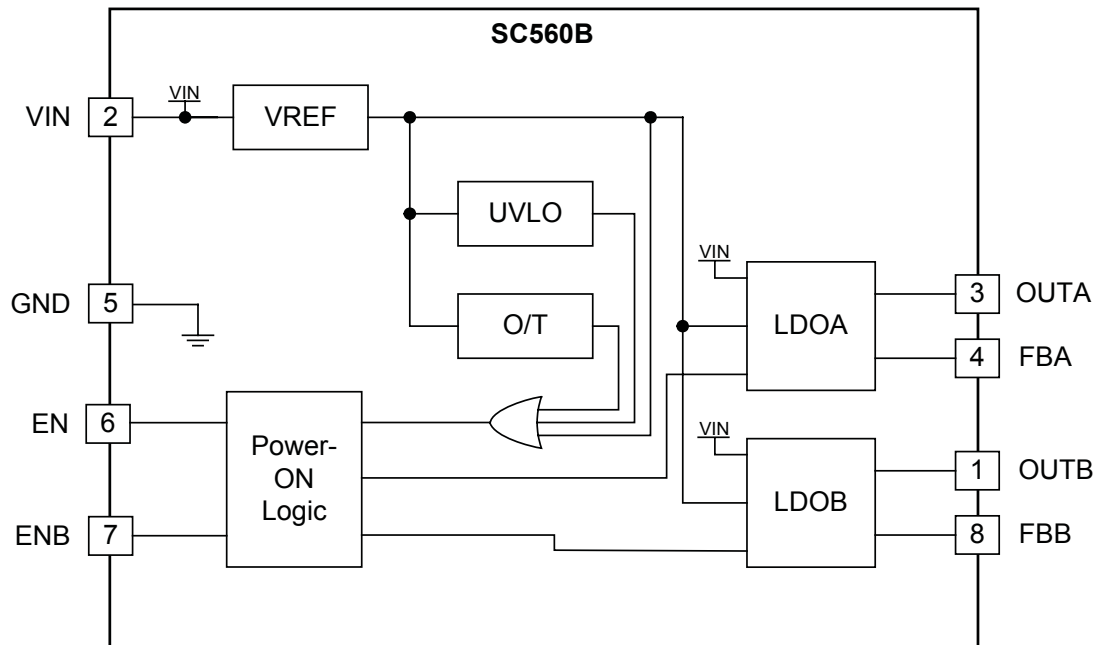 SC560B
VIN
2
VIN
VREF
UVLO
VIN
GND
5
O/T
LDOA
3
OUTA
4
FBA
EN
6
Power-
ON
Logic
VIN
LDOB
1
OUTB
ENB
7
8
FBB